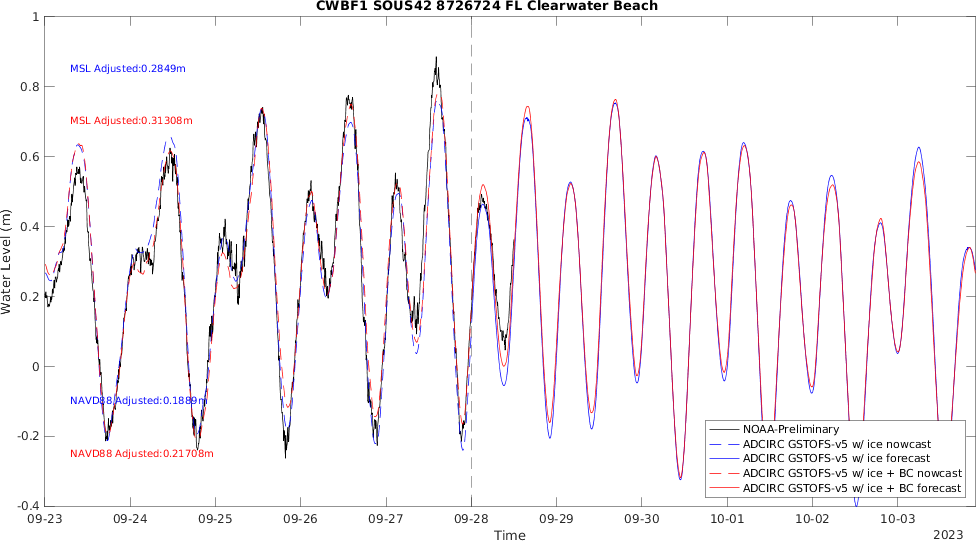 CWBF1 SOUS42 8726724 FL Clearwater Beach
1
MSL Adjusted:0.2849m
0.8
MSL Adjusted:0.31308m
0.6
0.4
Water Level (m)
0.2
0
NAVD88 Adjusted:0.1889m
-0.2
NAVD88 Adjusted:0.21708m
-0.4
NOAA-Preliminary
ADCIRC GSTOFS-v5 w/ ice nowcast
ADCIRC GSTOFS-v5 w/ ice forecast
ADCIRC GSTOFS-v5 w/ ice + BC nowcast
ADCIRC GSTOFS-v5 w/ ice + BC forecast
09-23 09-24 09-25 09-26 09-27 09-28 09-29 09-30 10-01 10-02 10-03
Time
2023